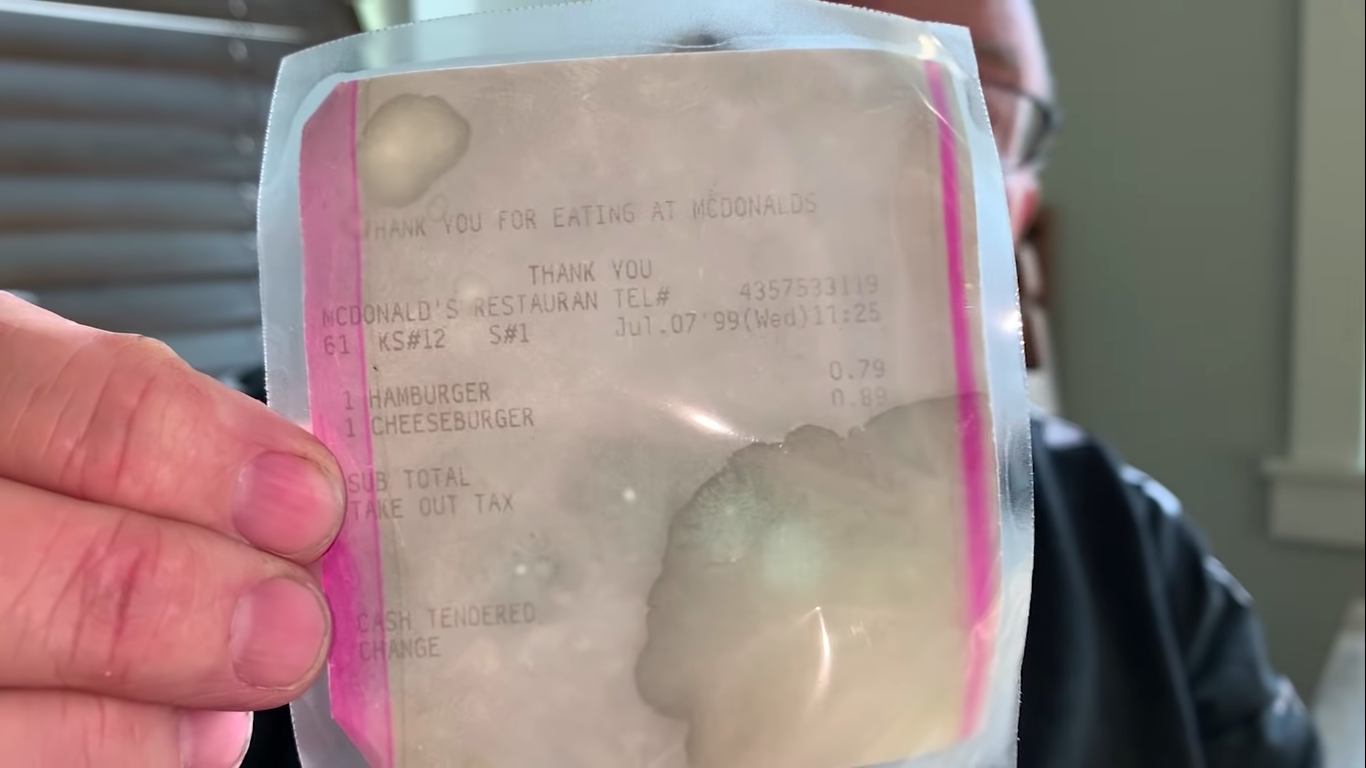 THANK YOU FOR EATING AT MCDONALDS
THANK YOU
MCDONALD'S RESTAURAN TEL# 4357533119
61 KS#12 S#1 Jul.07'99(Wed)11:25
1 HAMBURGER 0.79
1 CHEESEBURGER 0.89
SUB TOTAL
TAKE OUT TAX
CASH TENDERED
CHANGE